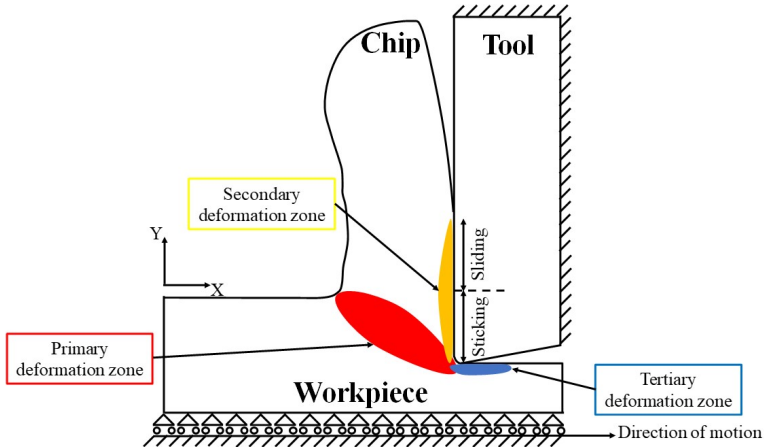 Chip
Tool
Secondary
deformation zone
Y
X
Sliding
Sticking
Primary
deformation zone
Workpiece
Tertiary
deformation zone
Direction of motion